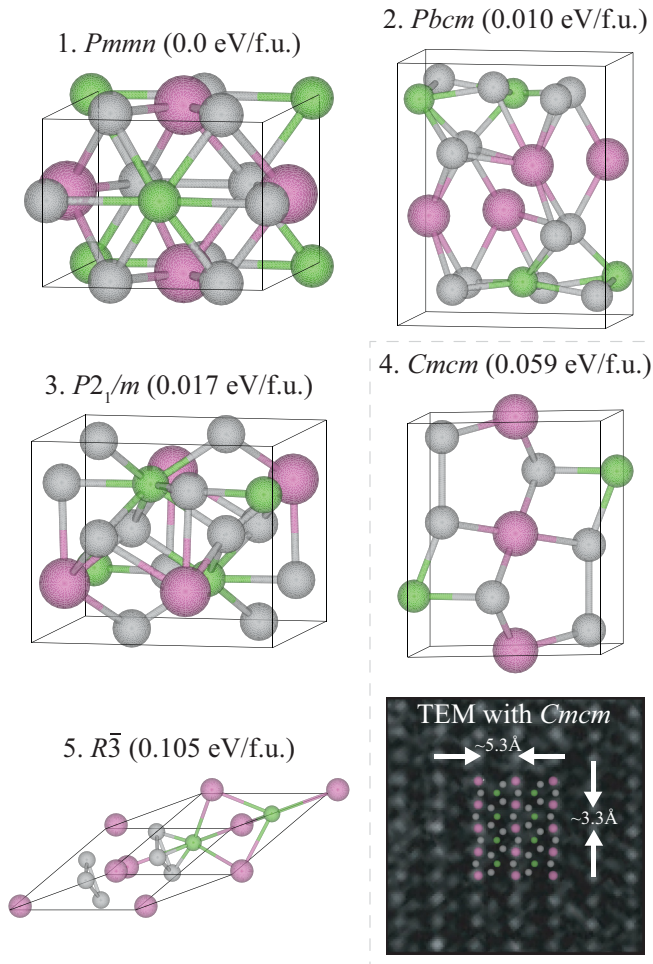 1. Pmmn (0.0 eV/f.u.)
2. Pbcm (0.010 eV/f.u.)
3. P2₁/m (0.017 eV/f.u.)
4. Cmcm (0.059 eV/f.u.)
5. R3̅ (0.105 eV/f.u.)
TEM with Cmcm
~5.3Å
~3.3Å